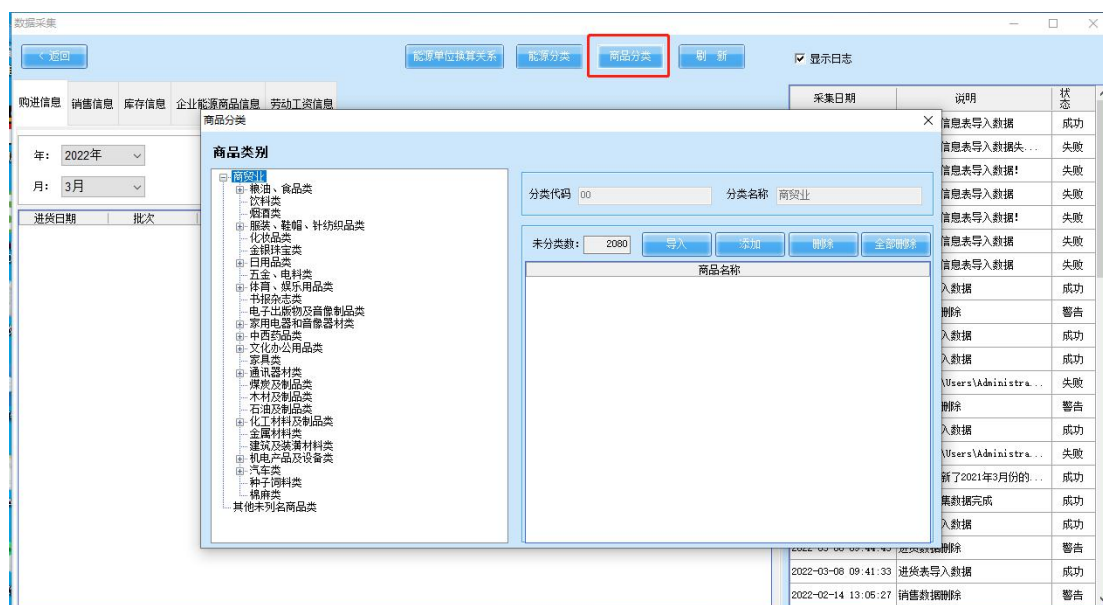 数据采集
< 返回
能源单位换算关系
能源分类
商品分类
刷 新
显示日志
购进信息
销售信息
库存信息
企业能源商品信息
劳动工资信息
年: 2022年
月: 3月
进货日期
批次
商品分类
商品类别
商贸业
粮油、食品类
饮料类
烟酒类
服装、鞋帽、针纺织品类
化妆品类
金银珠宝类
日用品类
五金、电料类
体育、娱乐用品类
书报杂志类
电子出版物及音像制品类
家用电器和音像器材类
中西药品类
文化办公用品类
家具类
通讯器材类
煤炭及制品类
木材及制品类
石油及制品类
化工材料及制品类
金属材料类
建筑及装潢材料类
机电产品及设备类
汽车类
种子饲料类
棉麻类
其他未列名商品类
分类代码 00
分类名称 商贸业
未分类数: 2080
导入
添加
删除
全部删除
商品名称
采集日期
说明
状态
信息表导入数据 成功
信息表导入数据失... 失败
信息表导入数据! 失败
信息表导入数据 失败
信息表导入数据! 失败
信息表导入数据 失败
信息表导入数据 失败
入数据 成功
删除 警告
入数据 成功
入数据 成功
\Users\Administra... 失败
删除 警告
入数据 成功
\Users\Administra... 失败
新了2021年3月份的... 成功
集数据完成 成功
入数据 成功
进货数据删除 警告
2022-03-08 09:41:33 进货表导入数据 成功
2022-02-14 13:05:27 销售数据删除 警告